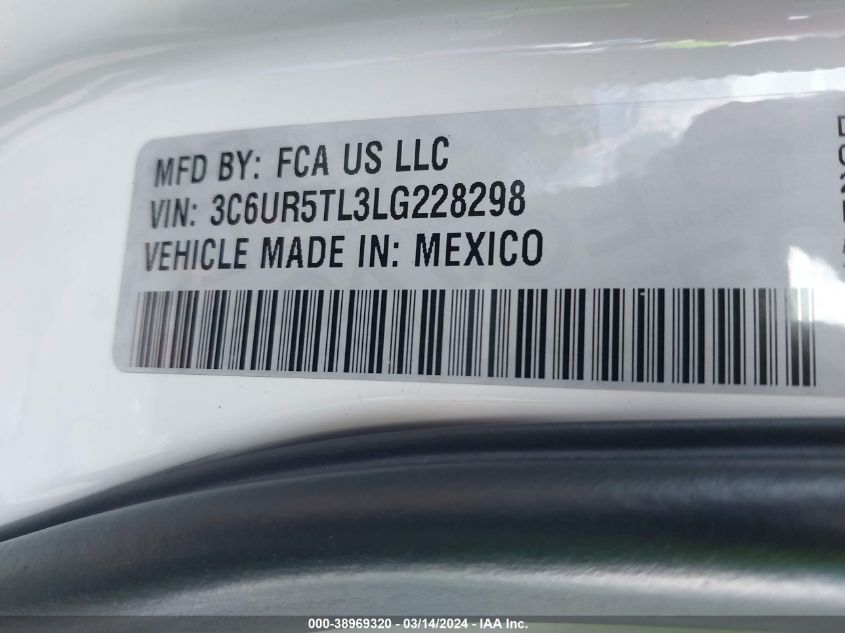 MFD BY: FCA US LLC
VIN: 3C6UR5TL3LG228298
VEHICLE MADE IN: MEXICO
000-38969320 - 03/14/2024 - IAA Inc.